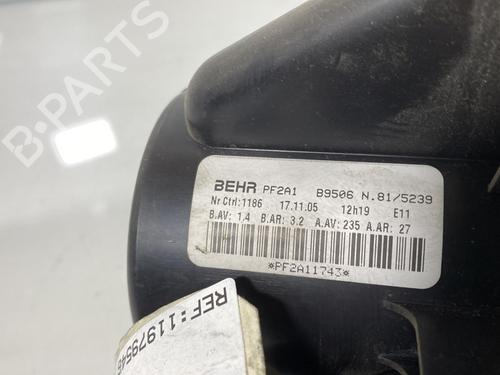 B-PARTS
BEHR PF2A1 B9506 N.81/5239
Nr Ctrl:1186 17.11.05 12h19 E11
B.AV: 1.4 B.AR: 3.2 A.AV: 235 A.AR: 27
*PF2A11743*
REF:119795